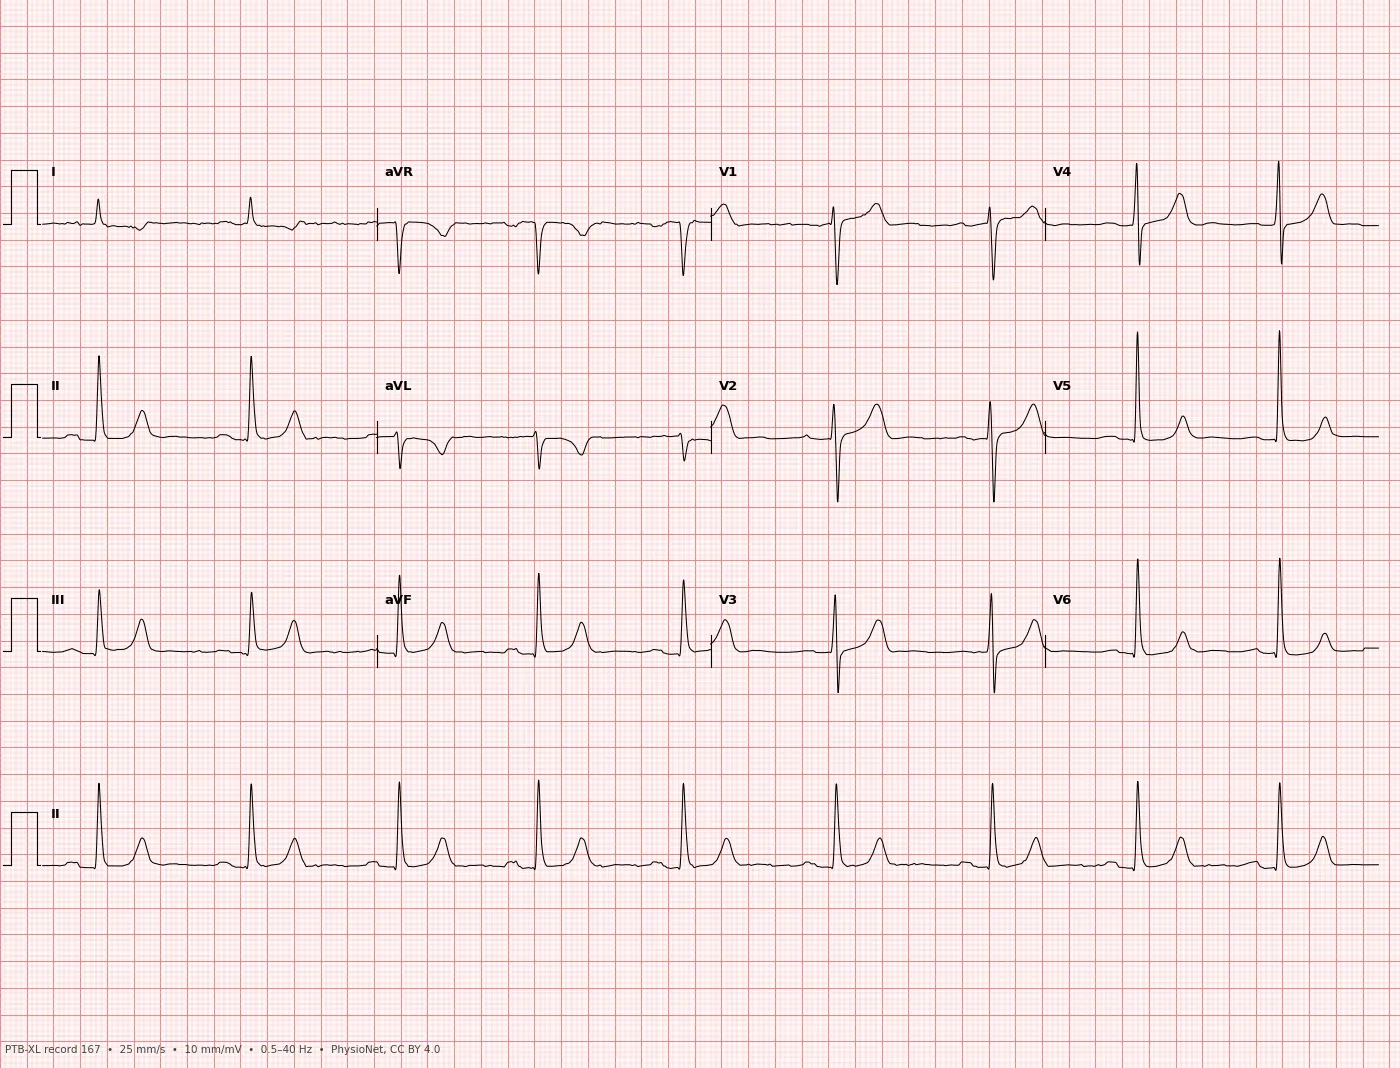 I aVR V1 V4
II aVL V2 V5
III aVF V3 V6
II
PTB-XL record 167 • 25 mm/s • 10 mm/mV • 0.5–40 Hz • PhysioNet, CC BY 4.0